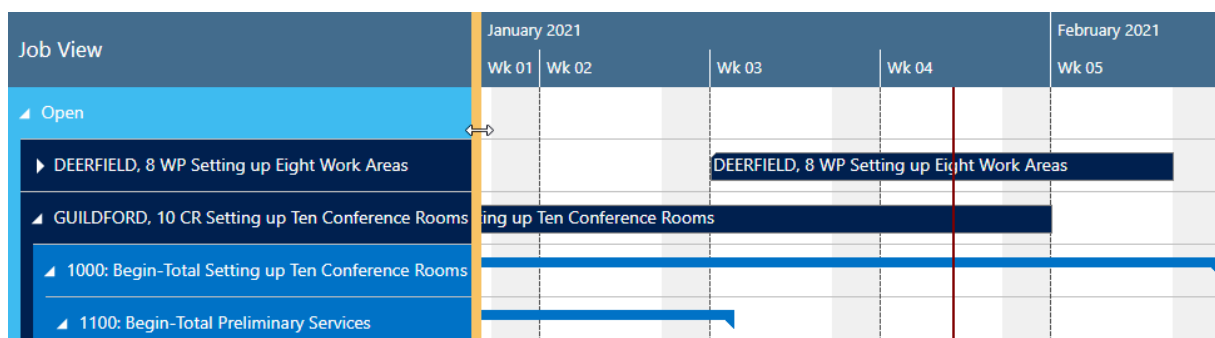 Job View
January 2021
February 2021
Wk 01
Wk 02
Wk 03
Wk 04
Wk 05
Open
DEERFIELD, 8 WP Setting up Eight Work Areas
DEERFIELD, 8 WP Setting up Eight Work Areas
GUILDFORD, 10 CR Setting up Ten Conference Rooms
ting up Ten Conference Rooms
1000: Begin-Total Setting up Ten Conference Rooms
1100: Begin-Total Preliminary Services